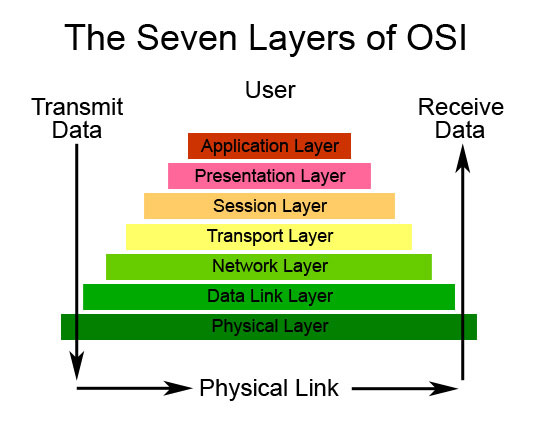 The Seven Layers of OSI
User
Transmit
Data
Receive
Data
Application Layer
Presentation Layer
Session Layer
Transport Layer
Network Layer
Data Link Layer
Physical Layer
Physical Link